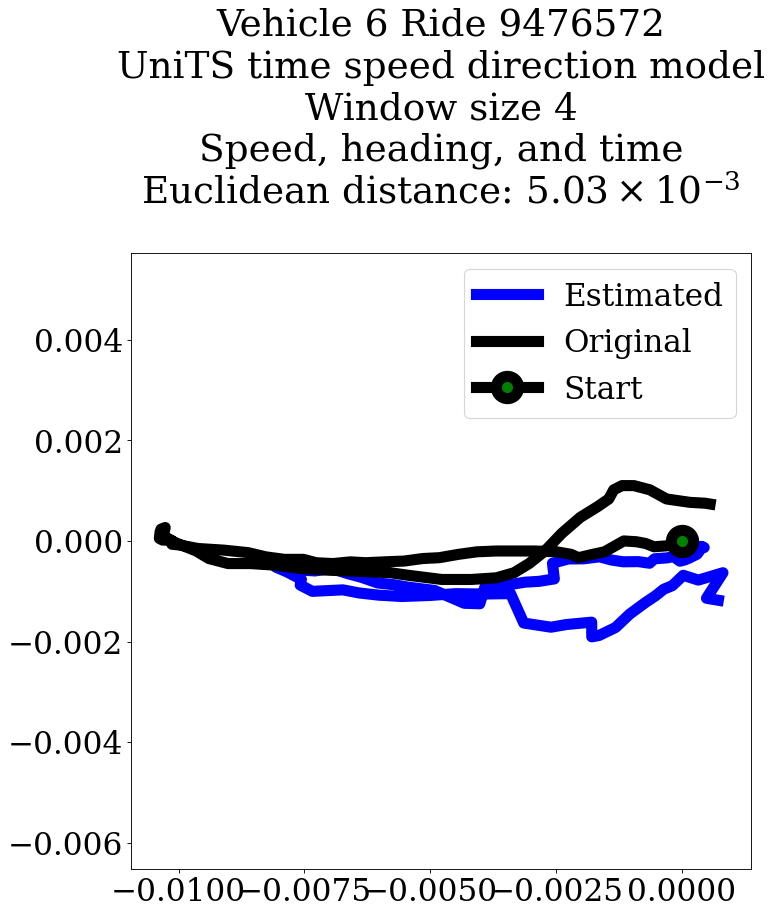 Vehicle 6 Ride 9476572
UniTS time speed direction model
Window size 4
Speed, heading, and time
Euclidean distance: 5.03 × 10⁻³
Estimated
Original
Start
0.004
0.002
0.000
−0.002
−0.004
−0.006
−0.0100 −0.0075 −0.0050 −0.0025 0.0000